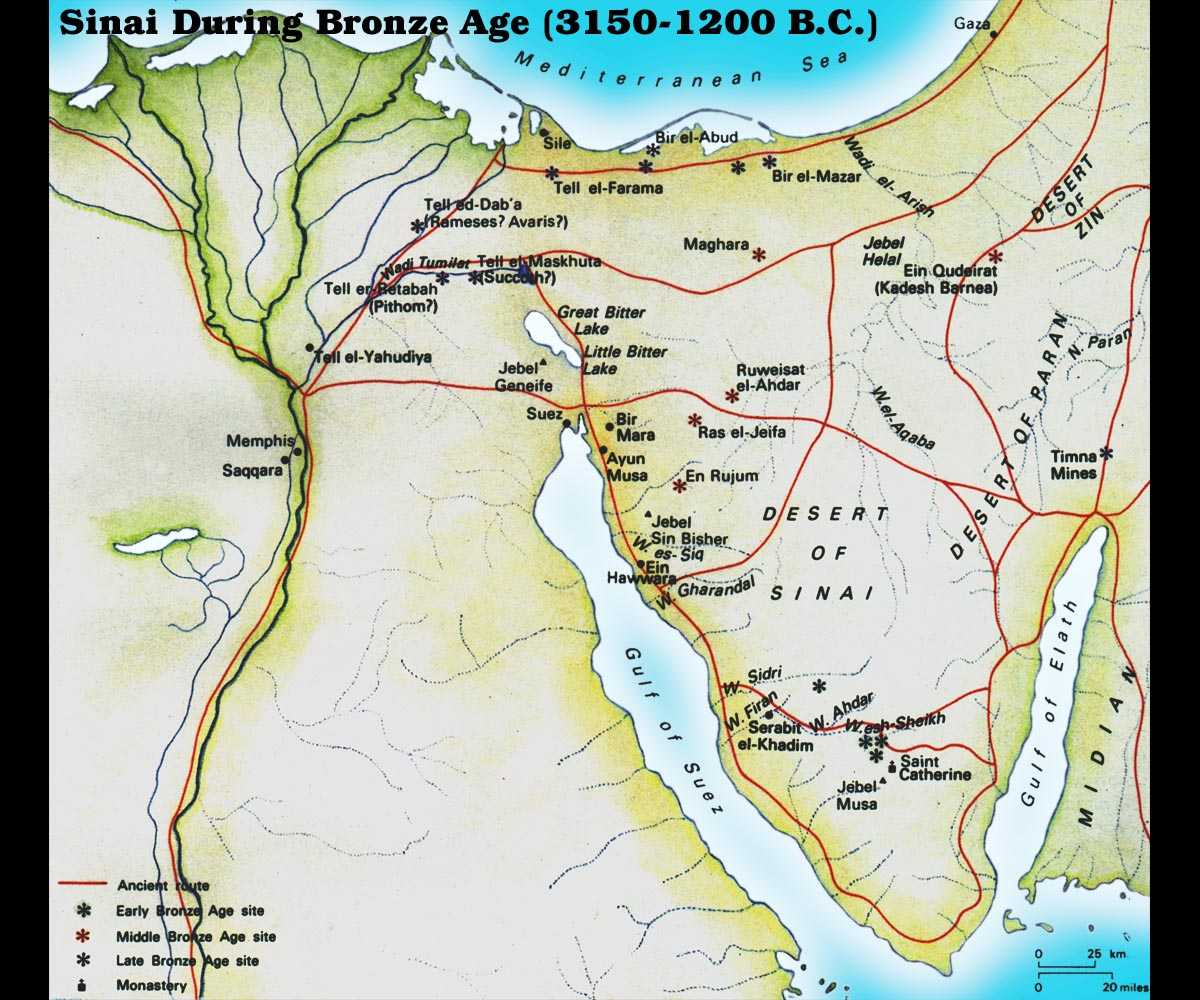 Sinai During Bronze Age (3150-1200 B.C.)
Gaza
Mediterranean Sea
Sile
Bir el-Abud
Tell el-Farama
Bir el-Mazar
Wadi el-Arish
DESERT
OF
ZIN
Tell ed-Dab'a
(Rameses? Avaris?)
Maghara
Jebel
Helal
Ein Qudeirat
(Kadesh Barnea)
Wadi Tumilat
Tell el-Maskhuta
(Succoth?)
Tell er-Retabah
(Pithom?)
Great Bitter
Lake
Little Bitter
Lake
Tell el-Yahudiya
Jebel
Geneife
N. Paran
DESERT OF PARAN
Ruweisat
el-Ahdar
W. el-Aqaba
Suez
Bir
Mara
Ras el-Jeifa
Memphis
Saqqara
Ayun
Musa
Timna
Mines
En Rujum
Jebel
Sin Bisher
W.
es-Siq
DESERT
OF
SINAI
Ein
Hawwara
W. Gharandal
Gulf of Suez
Gulf of Elath
MIDIAN
W. Sidri
W. Firan
W. Ahdar
W. esh-Sheikh
Serabit
el-Khadim
Saint
Catherine
Jebel
Musa
Ancient route
Early Bronze Age site
Middle Bronze Age site
Late Bronze Age site
Monastery
0 25 km
0 20 miles